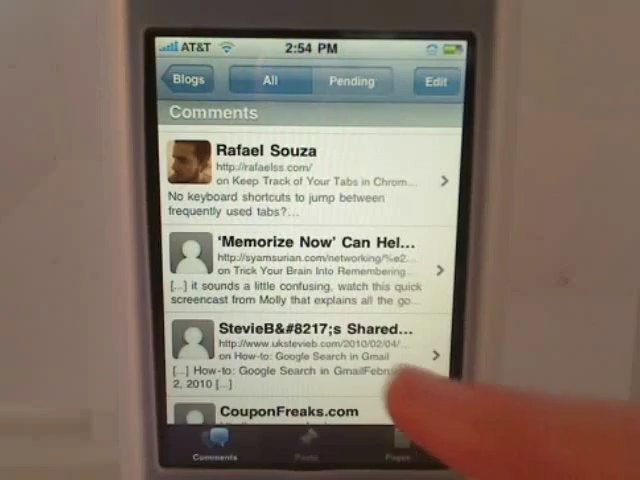 AT&T 2:54 PM
Blogs All Pending Edit
Comments
Rafael Souza
http://rafaelss.com/
on Keep Track of Your Tabs in Chrom...
No keyboard shortcuts to jump between
frequently used tabs?...
‘Memorize Now’ Can Hel...
http://syamsurian.com/networking/%e2...
on Trick Your Brain Into Remembering
[...] it sounds a little confusing, watch this quick
screencast from Molly that explains all the go...
StevieB&#8217;s Shared...
http://www.ukstevieb.com/2010/02/04/...
on How-to: Google Search in Gmail
[...] How-to: Google Search in GmailFebru
2, 2010 [...]
CouponFreaks.com
Comments Posts Pages